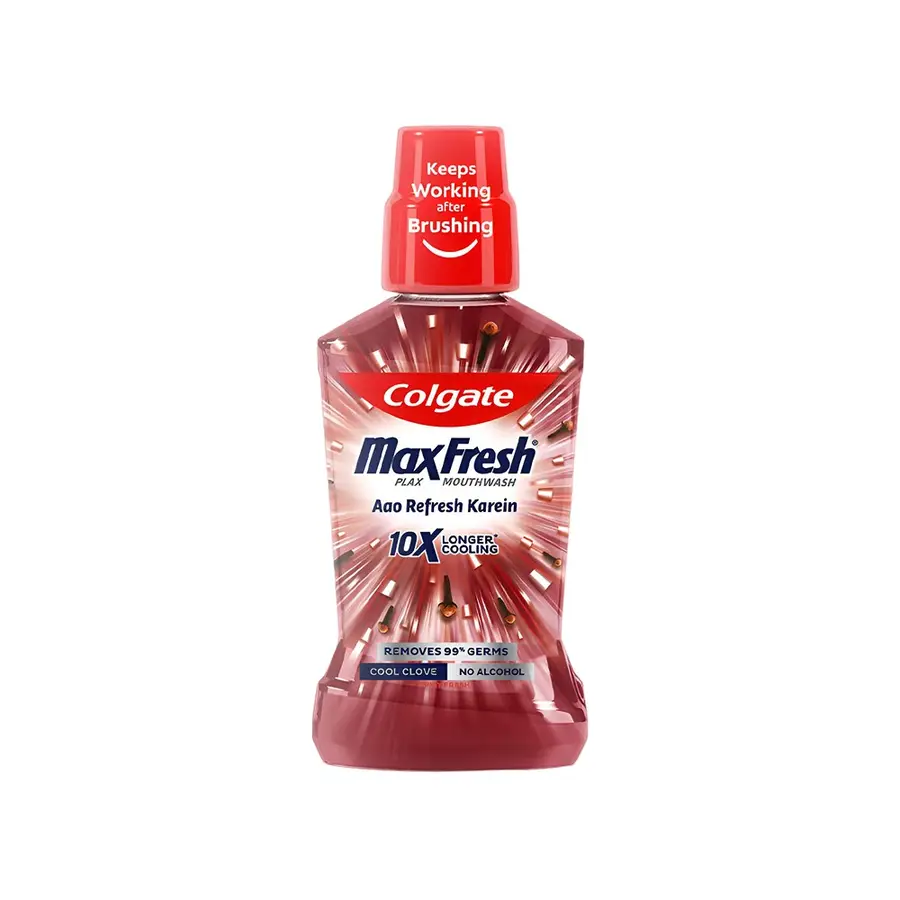 Keeps
Working
after
Brushing
Colgate
MaxFresh®
PLAX MOUTHWASH
Aao Refresh Karein
10X LONGER*
COOLING
REMOVES 99% GERMS
COOL CLOVE NO ALCOHOL